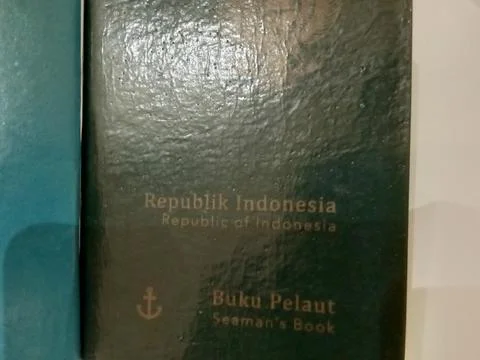 Republik Indonesia
Republic of Indonesia
Buku Pelaut
Seaman's Book